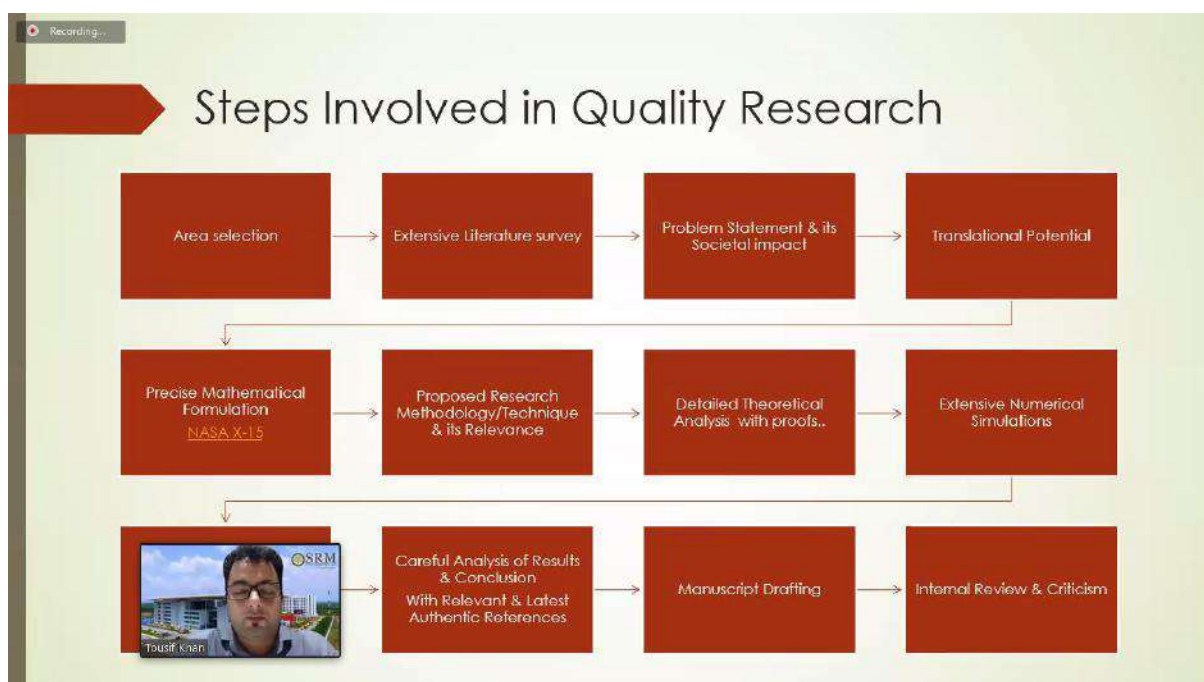 Recording...
Steps Involved in Quality Research
Area selection
Extensive Literature survey
Problem Statement & its
Societal impact
Translational Potential
Precise Mathematical
Formulation
NASA X-15
Proposed Research
Methodology/Technique
& its Relevance
Detailed Theoretical
Analysis with proofs..
Extensive Numerical
Simulations
SRM
Tousif Khan
Careful Analysis of Results
& Conclusion
With Relevant & Latest
Authentic References
Manuscript Drafting
Internal Review & Criticism